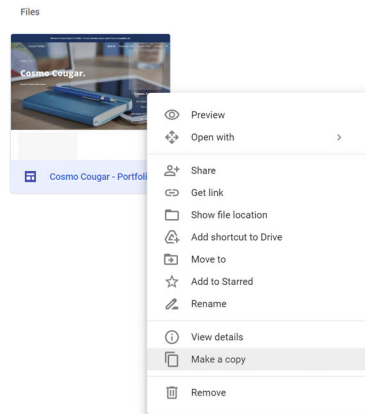 Files
Cosmo Cougar.
Cosmo Cougar - Portfoli
Preview
Open with
Share
Get link
Show file location
Add shortcut to Drive
Move to
Add to Starred
Rename
View details
Make a copy
Remove